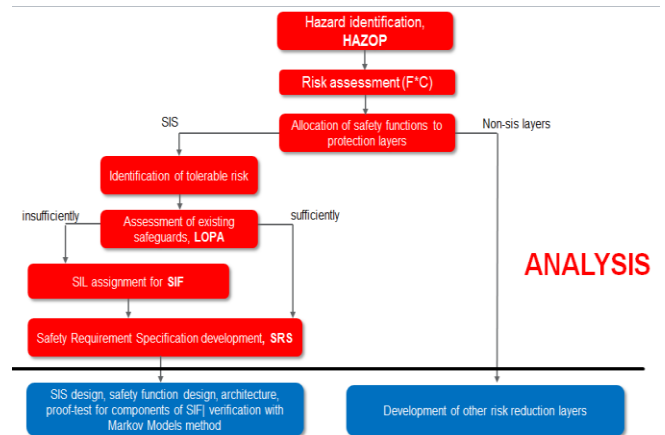 Hazard identification,
HAZOP
Risk assessment (F*C)
SIS
Allocation of safety functions to
protection layers
Non-sis layers
Identification of tolerable risk
insufficiently
Assessment of existing
safeguards, LOPA
sufficiently
ANALYSIS
SIL assignment for SIF
Safety Requirement Specification development, SRS
SIS design, safety function design, architecture,
proof-test for components of SIF| verification with
Markov Models method
Development of other risk reduction layers